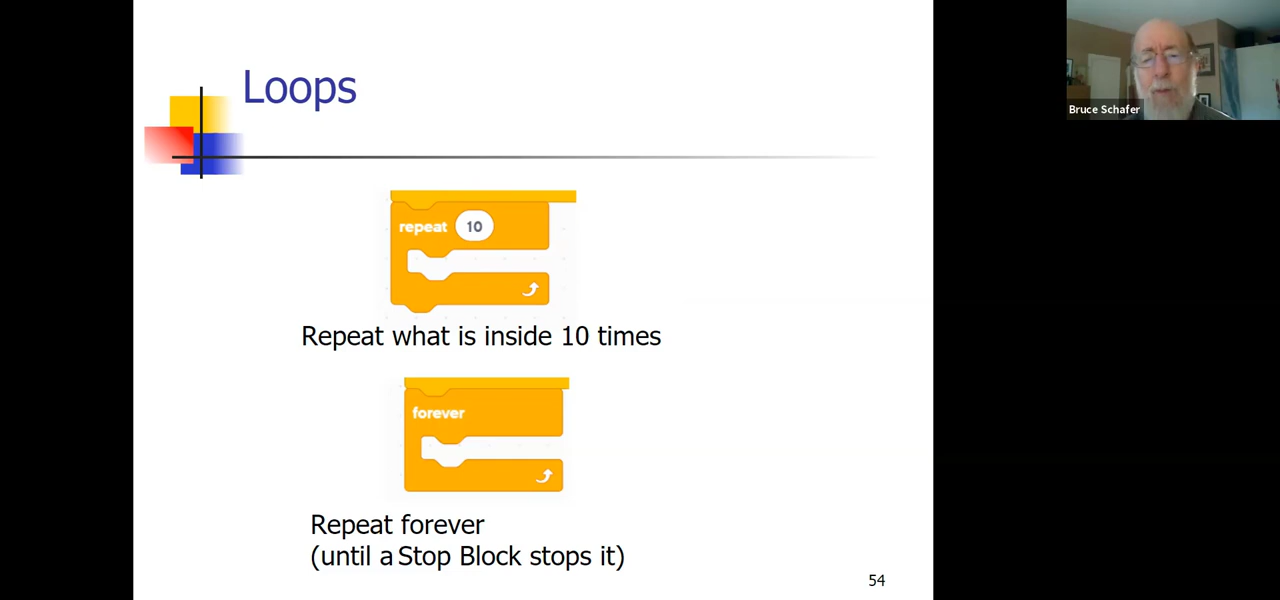 Loops
Bruce Schafer
repeat 10
Repeat what is inside 10 times
forever
Repeat forever
(until a Stop Block stops it)
54